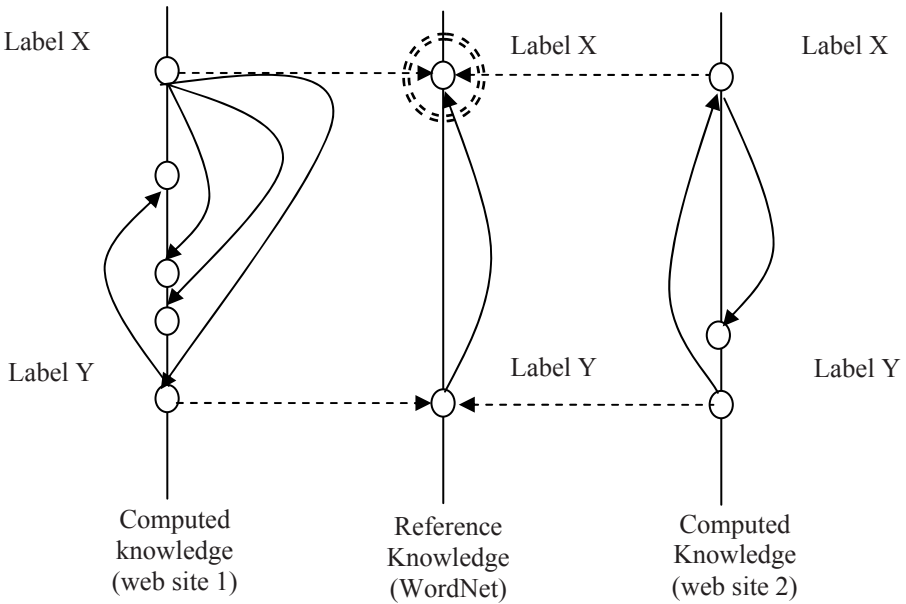 Label X
Label X
Label X
Label Y
Label Y
Label Y
Computed
knowledge
(web site 1)
Reference
Knowledge
(WordNet)
Computed
Knowledge
(web site 2)